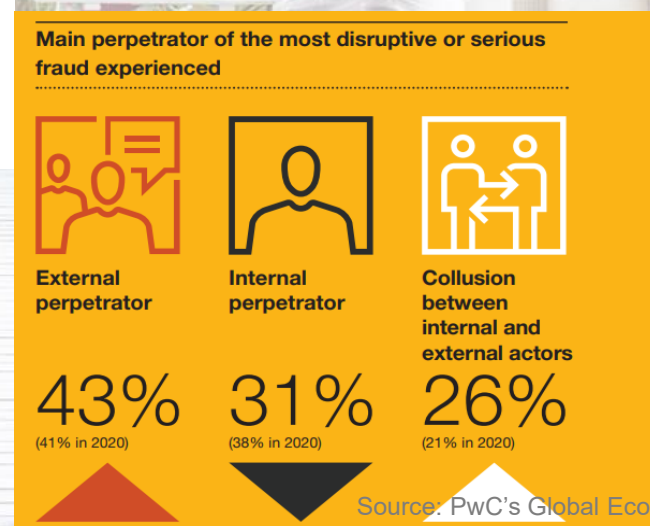 Main perpetrator of the most disruptive or serious
fraud experienced
External
perpetrator
43%
(41% in 2020)
Internal
perpetrator
31%
(38% in 2020)
Collusion
between
internal and
external actors
26%
(21% in 2020)
Source: PwC's Global Eco